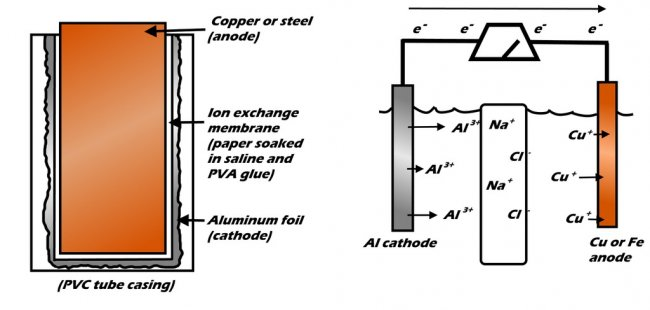 Copper or steel
(anode)
Ion exchange
membrane
(paper soaked
in saline and
PVA glue)
Aluminum foil
(cathode)
(PVC tube casing)
e⁻ e⁻ e⁻ e⁻
Al³⁺ Na⁺
Cl⁻
Cu⁺
Al³⁺
Na⁺
Cu⁺
Al³⁺ Cl⁻
Cu⁺
Al cathode
Cu or Fe
anode